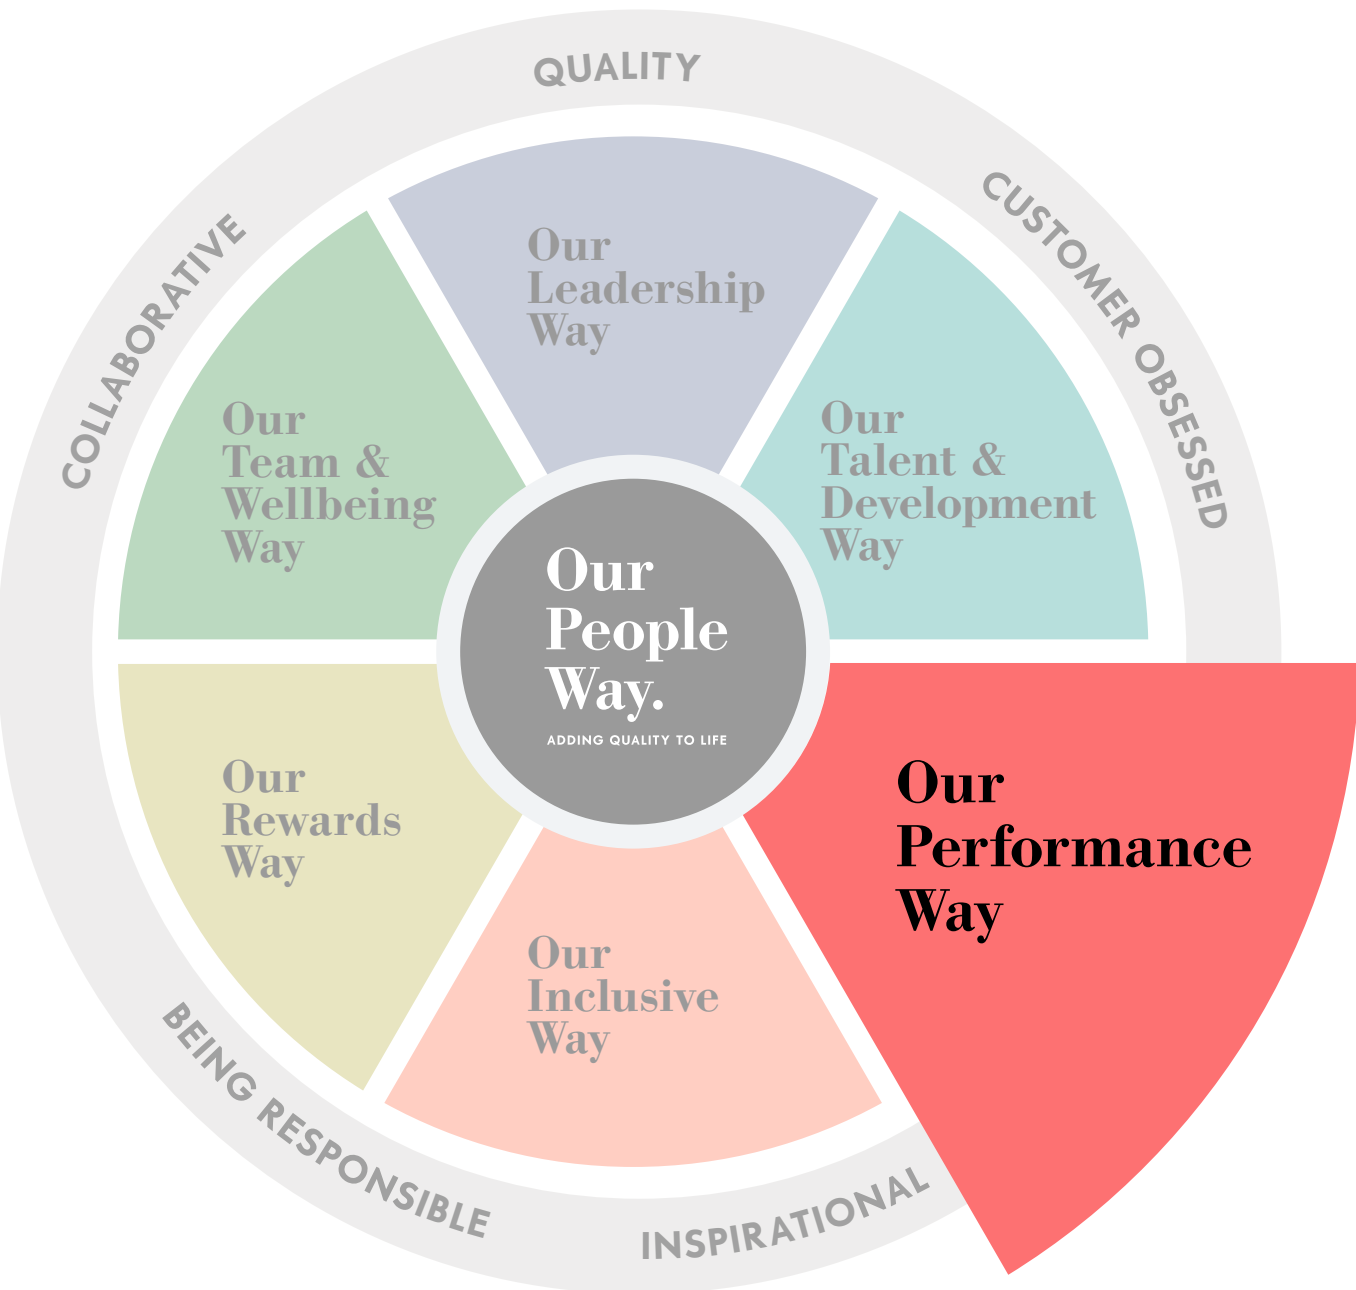 QUALITY
CUSTOMER OBSESSED
COLLABORATIVE
Our
Leadership
Way
Our
Team &
Wellbeing
Way
Our
Talent &
Development
Way
Our
People
Way.
ADDING QUALITY TO LIFE
Our
Rewards
Way
Our
Performance
Way
Our
Inclusive
Way
BEING RESPONSIBLE
INSPIRATIONAL